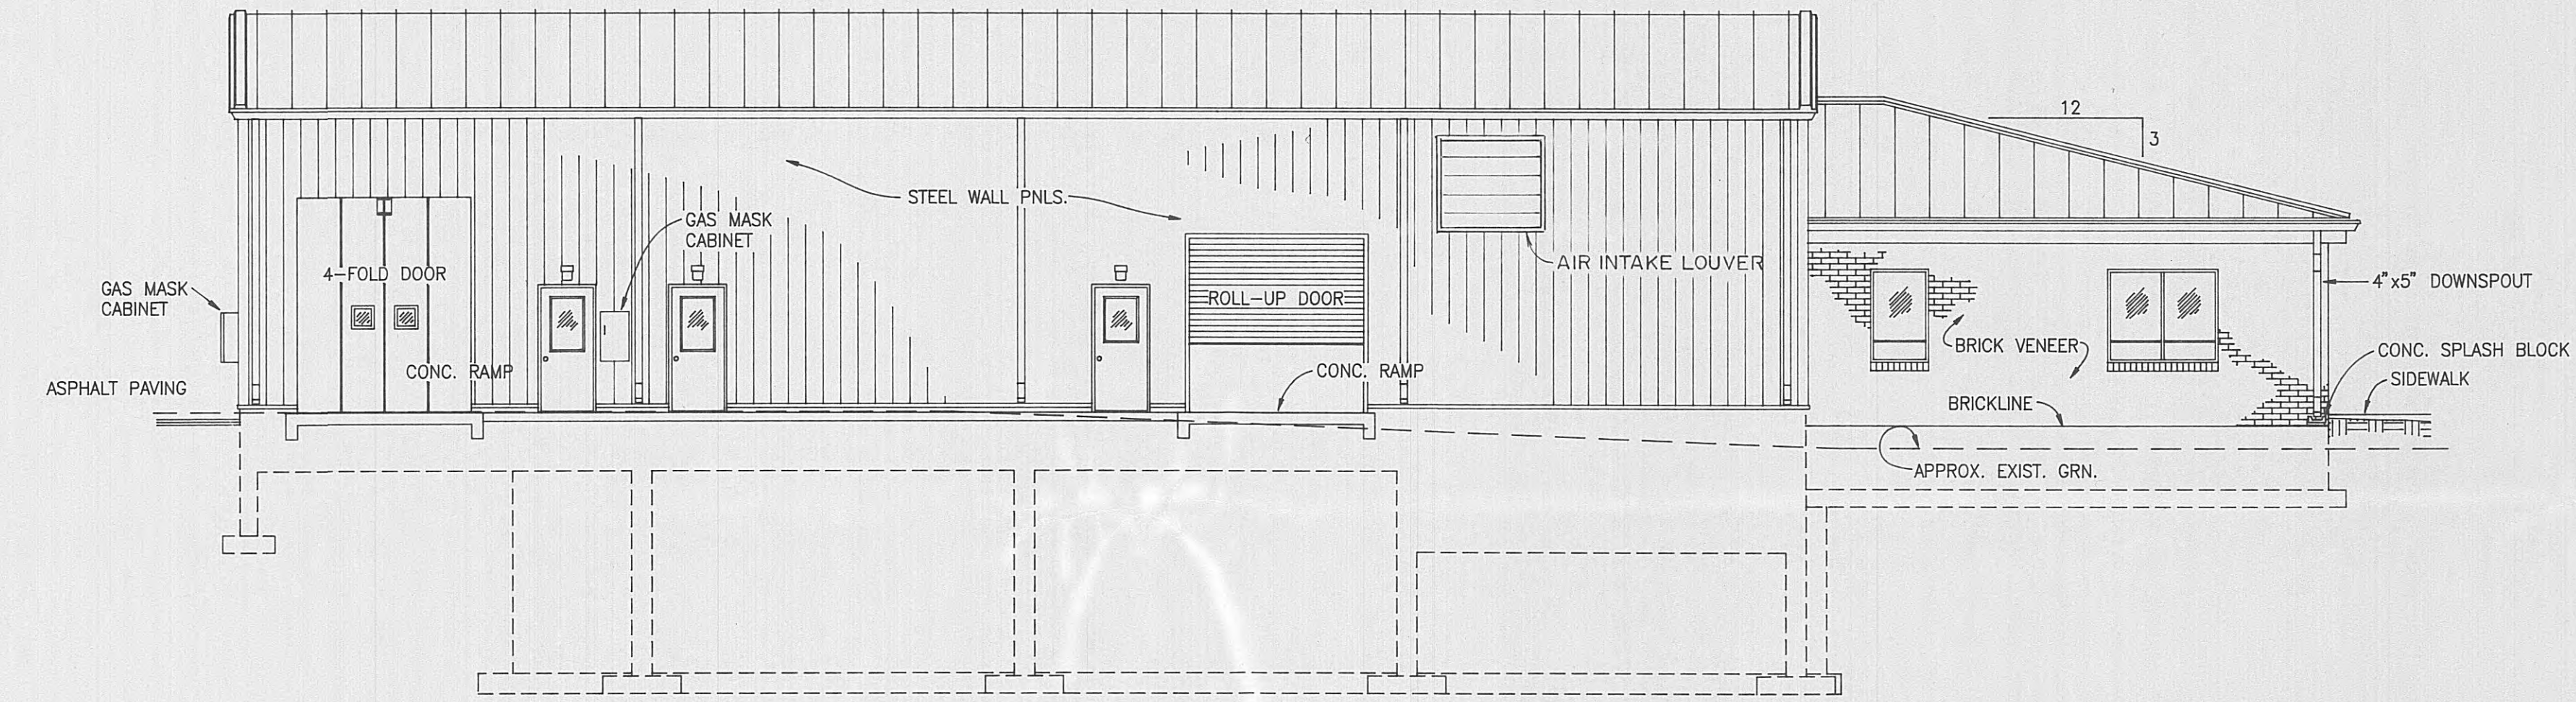 12
3
STEEL WALL PNLS.
GAS MASK
CABINET
4-FOLD DOOR
AIR INTAKE LOUVER
GAS MASK
CABINET
ROLL-UP DOOR
4"x5" DOWNSPOUT
BRICK VENEER
CONC. SPLASH BLOCK
CONC. RAMP
CONC. RAMP
SIDEWALK
ASPHALT PAVING
BRICKLINE
APPROX. EXIST. GRN.